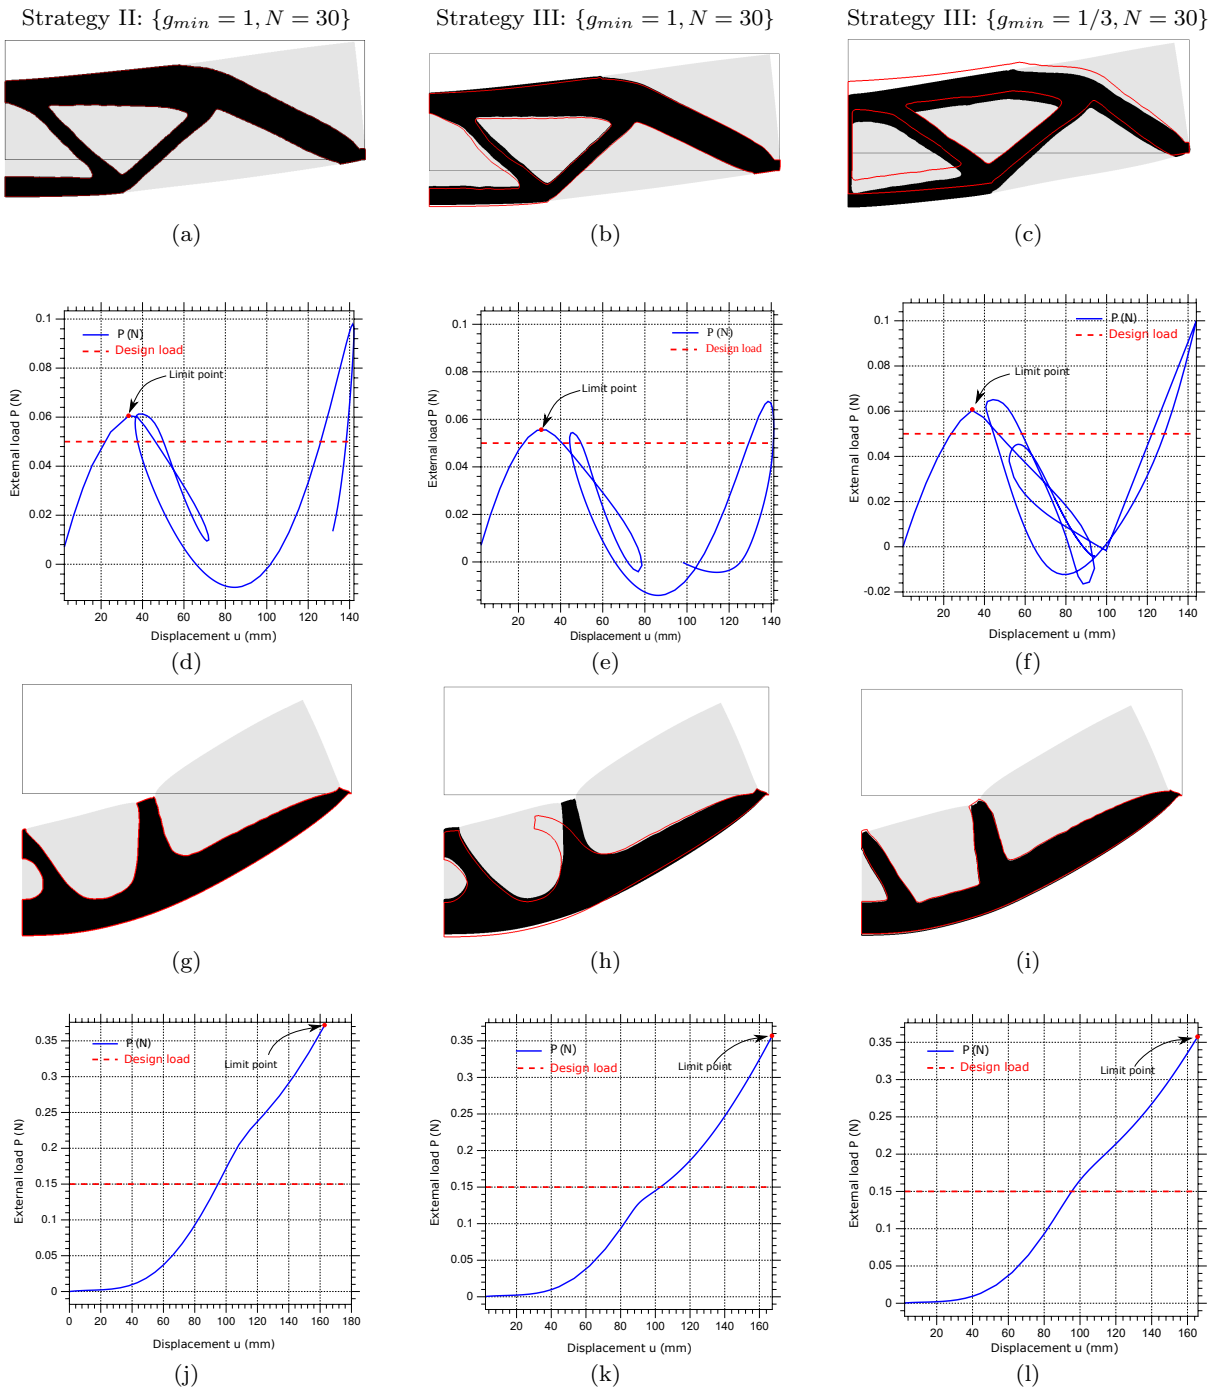 Strategy II: {g_min = 1, N = 30}
Strategy III: {g_min = 1, N = 30}
Strategy III: {g_min = 1/3, N = 30}
(a)
(b)
(c)
0.1
0.08
0.06
0.04
0.02
0
External load P (N)
P (N)
Design load
Limit point
0 20 40 60 80 100 120 140
Displacement u (mm)
(d)
0.1
0.08
0.06
0.04
0.02
0
External load P (N)
P (N)
Design load
Limit point
20 40 60 80 100 120 140
Displacement u (mm)
(e)
0.1
0.08
0.06
0.04
0.02
0
-0.02
External load P (N)
P (N)
Design load
Limit point
0 20 40 60 80 100 120 140
Displacement u (mm)
(f)
(g)
(h)
(i)
0.35
0.3
0.25
0.2
0.15
0.1
0.05
0
External load P (N)
P (N)
Design load
Limit point
0 20 40 60 80 100 120 140 160 180
Displacement u (mm)
(j)
0.35
0.3
0.25
0.2
0.15
0.1
0.05
0
External load P (N)
P (N)
Design load
Limit point
20 40 60 80 100 120 140 160
Displacement u (mm)
(k)
0.35
0.3
0.25
0.2
0.15
0.1
0.05
0
External load P (N)
P (N)
Design load
Limit point
20 40 60 80 100 120 140 160
Displacement u (mm)
(l)